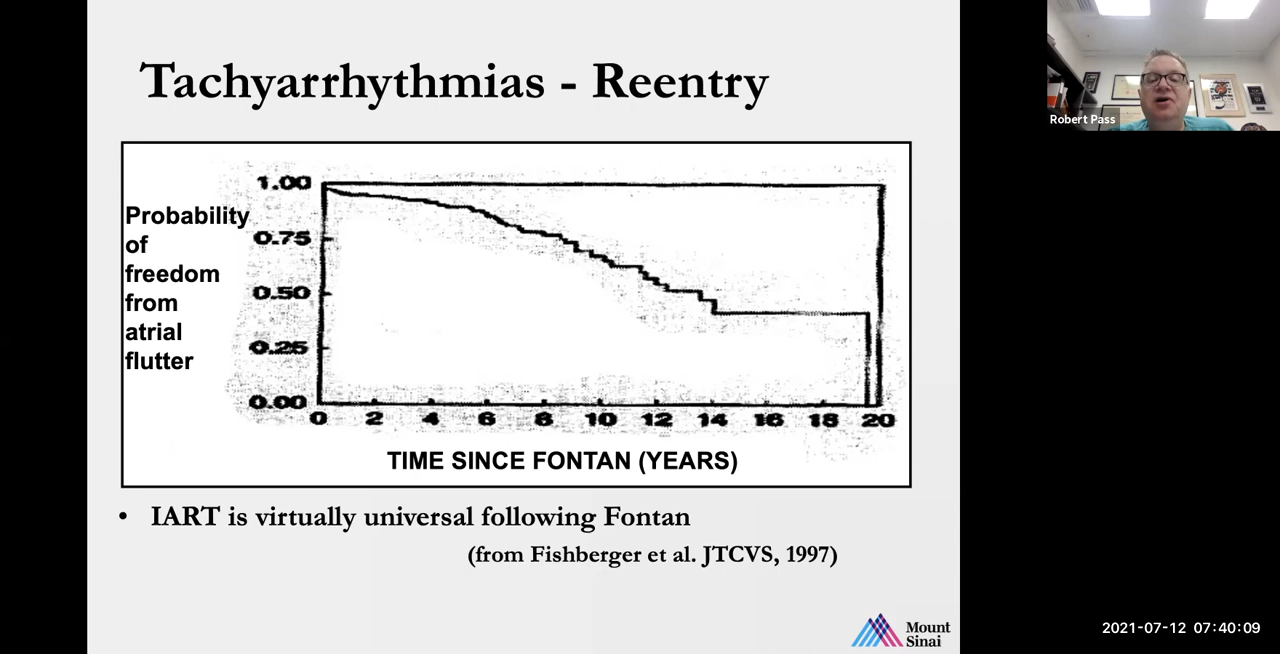 Tachyarrhythmias - Reentry
Probability
of
freedom
from
atrial
flutter
1.00
0.75
0.50
0.25
0.00
0 2 4 6 8 10 12 14 16 18 20
TIME SINCE FONTAN (YEARS)
• IART is virtually universal following Fontan
(from Fishberger et al. JTCVS, 1997)
Mount
Sinai
Robert Pass
2021-07-12 07:40:09